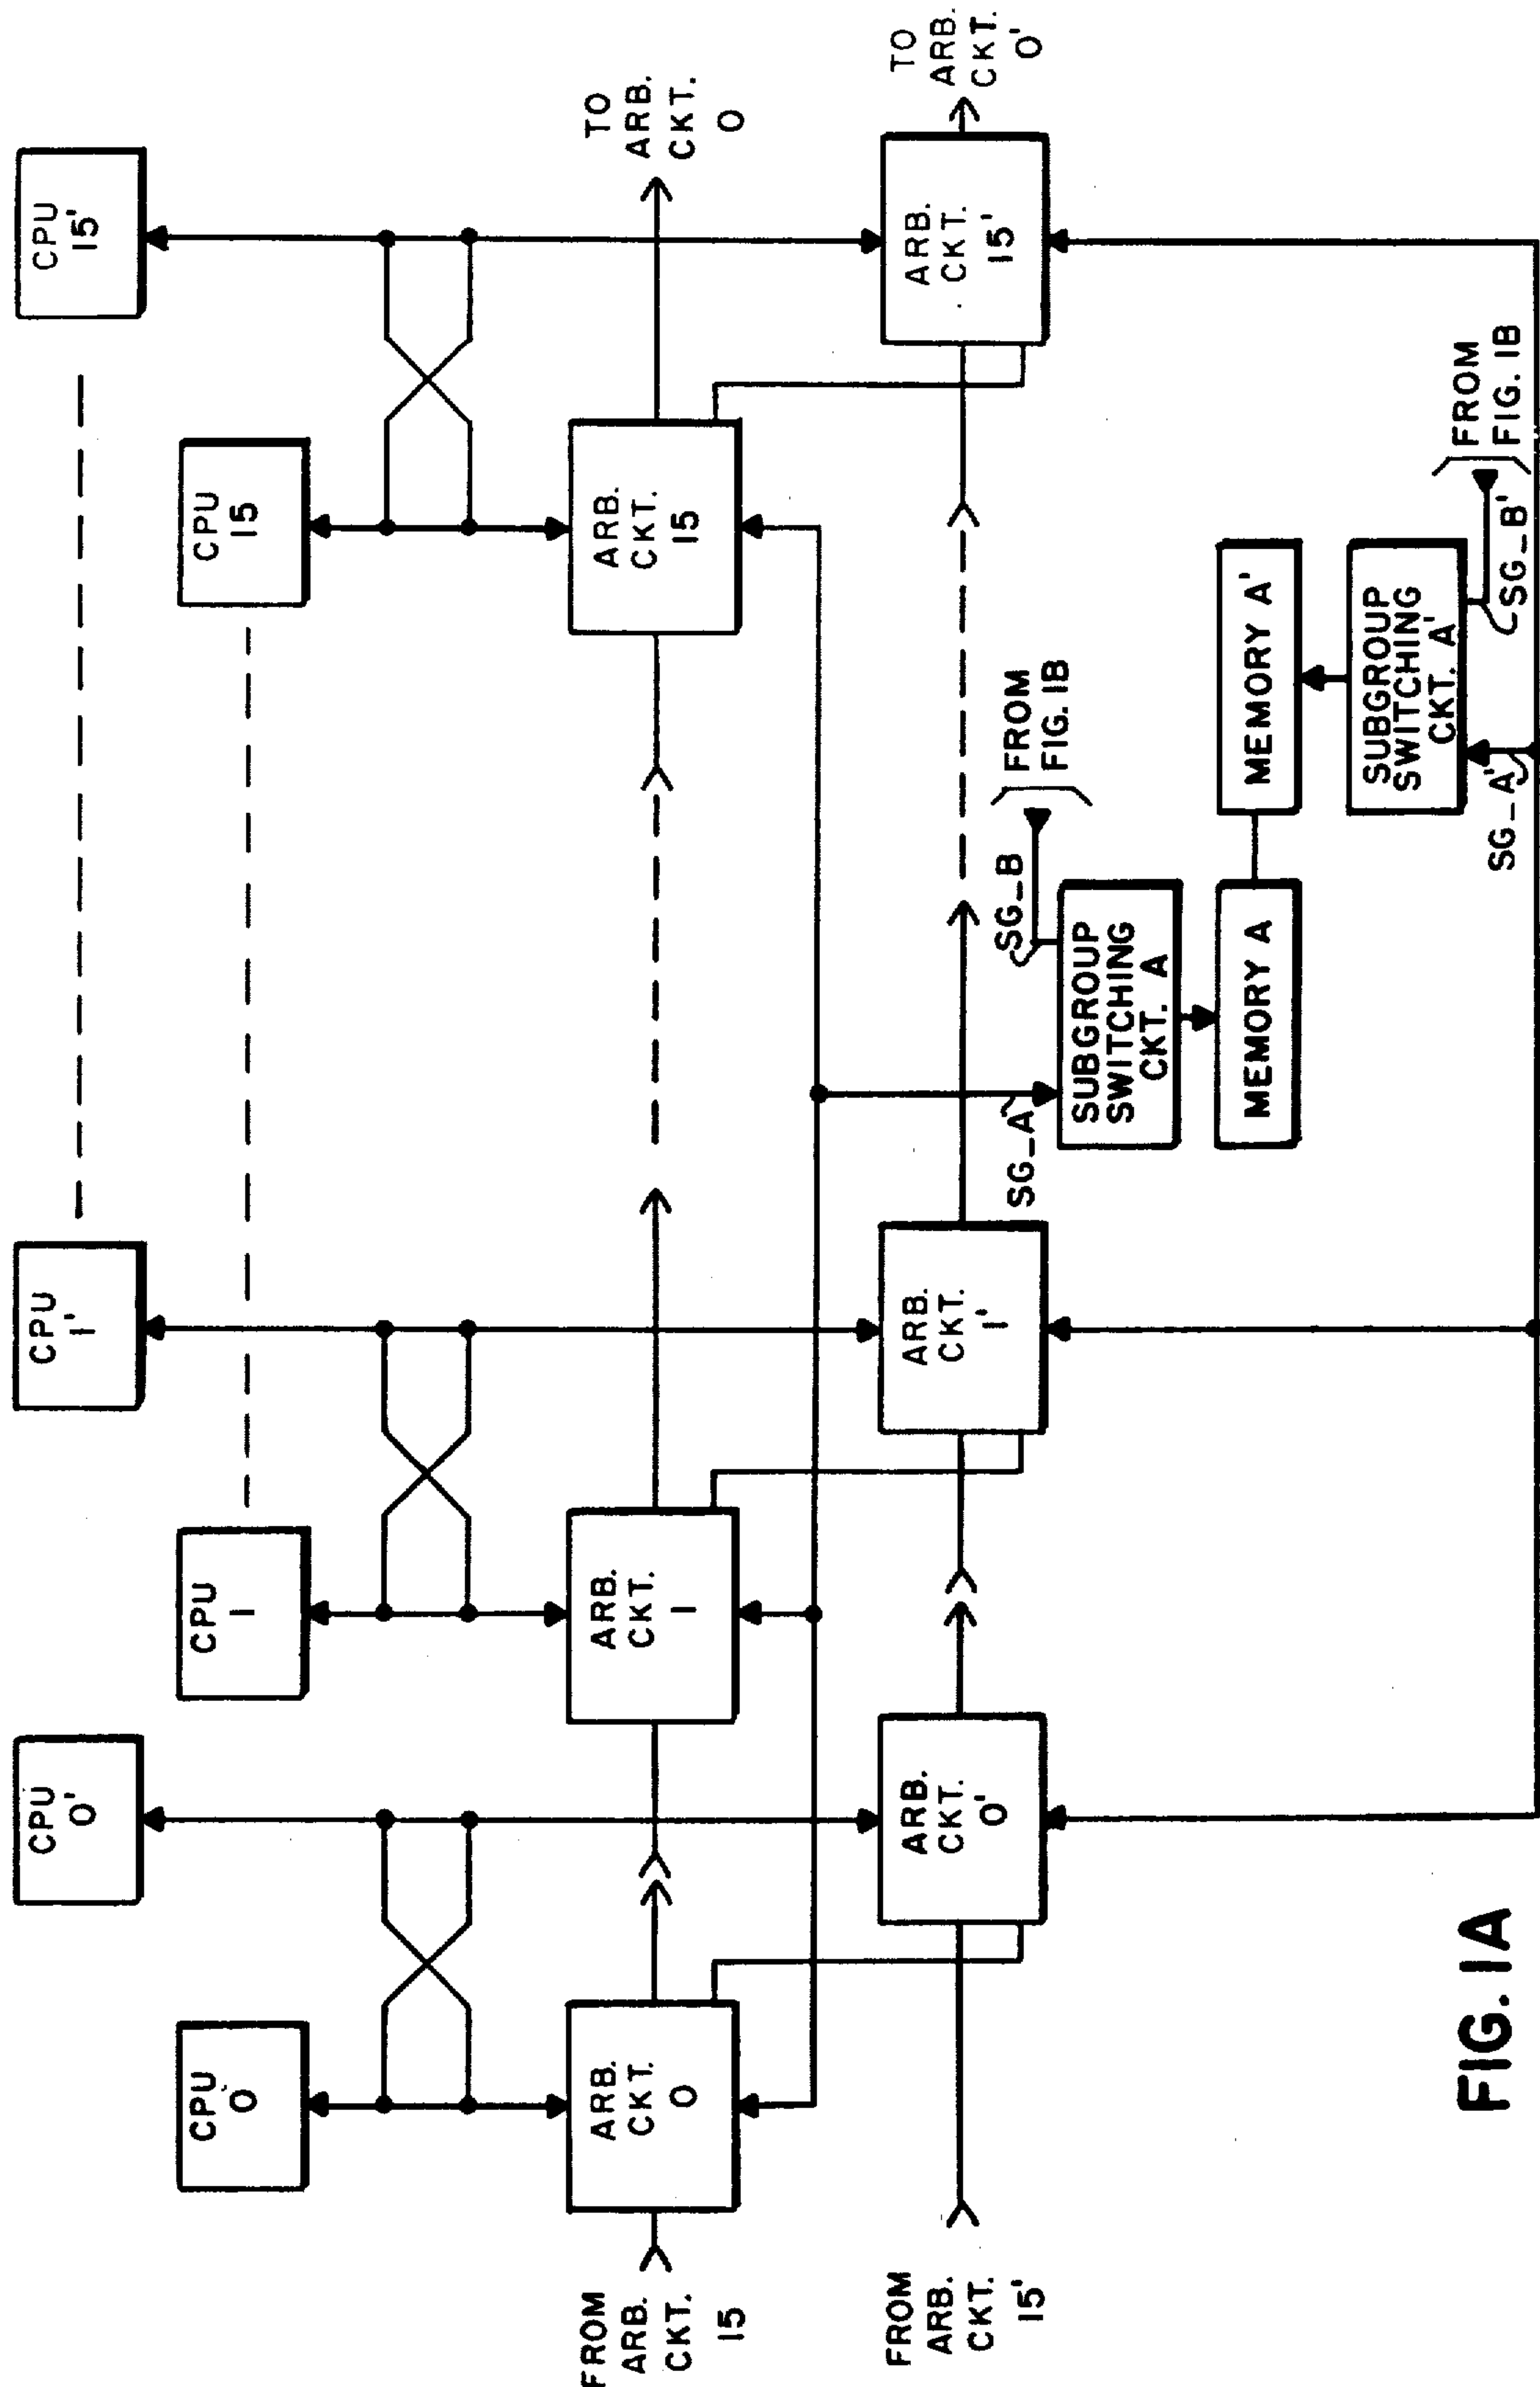 CPU
0'
CPU
1'
CPU
15'
CPU
0
CPU
1
CPU
15
FROM
ARB.
CKT.
15
ARB.
CKT.
0
ARB.
CKT.
1
ARB.
CKT.
15
TO
ARB.
CKT.
0
FROM
ARB.
CKT.
15'
ARB.
CKT.
0'
ARB.
CKT.
1'
ARB.
CKT.
15'
TO
ARB.
CKT.
0'
SG_A
SG_B
FROM
FIG. 1B
SUBGROUP
SWITCHING
CKT. A
MEMORY A
MEMORY A'
SUBGROUP
SWITCHING
CKT. A'
SG_A'
SG_B'
FROM
FIG. 1B
FIG. 1A